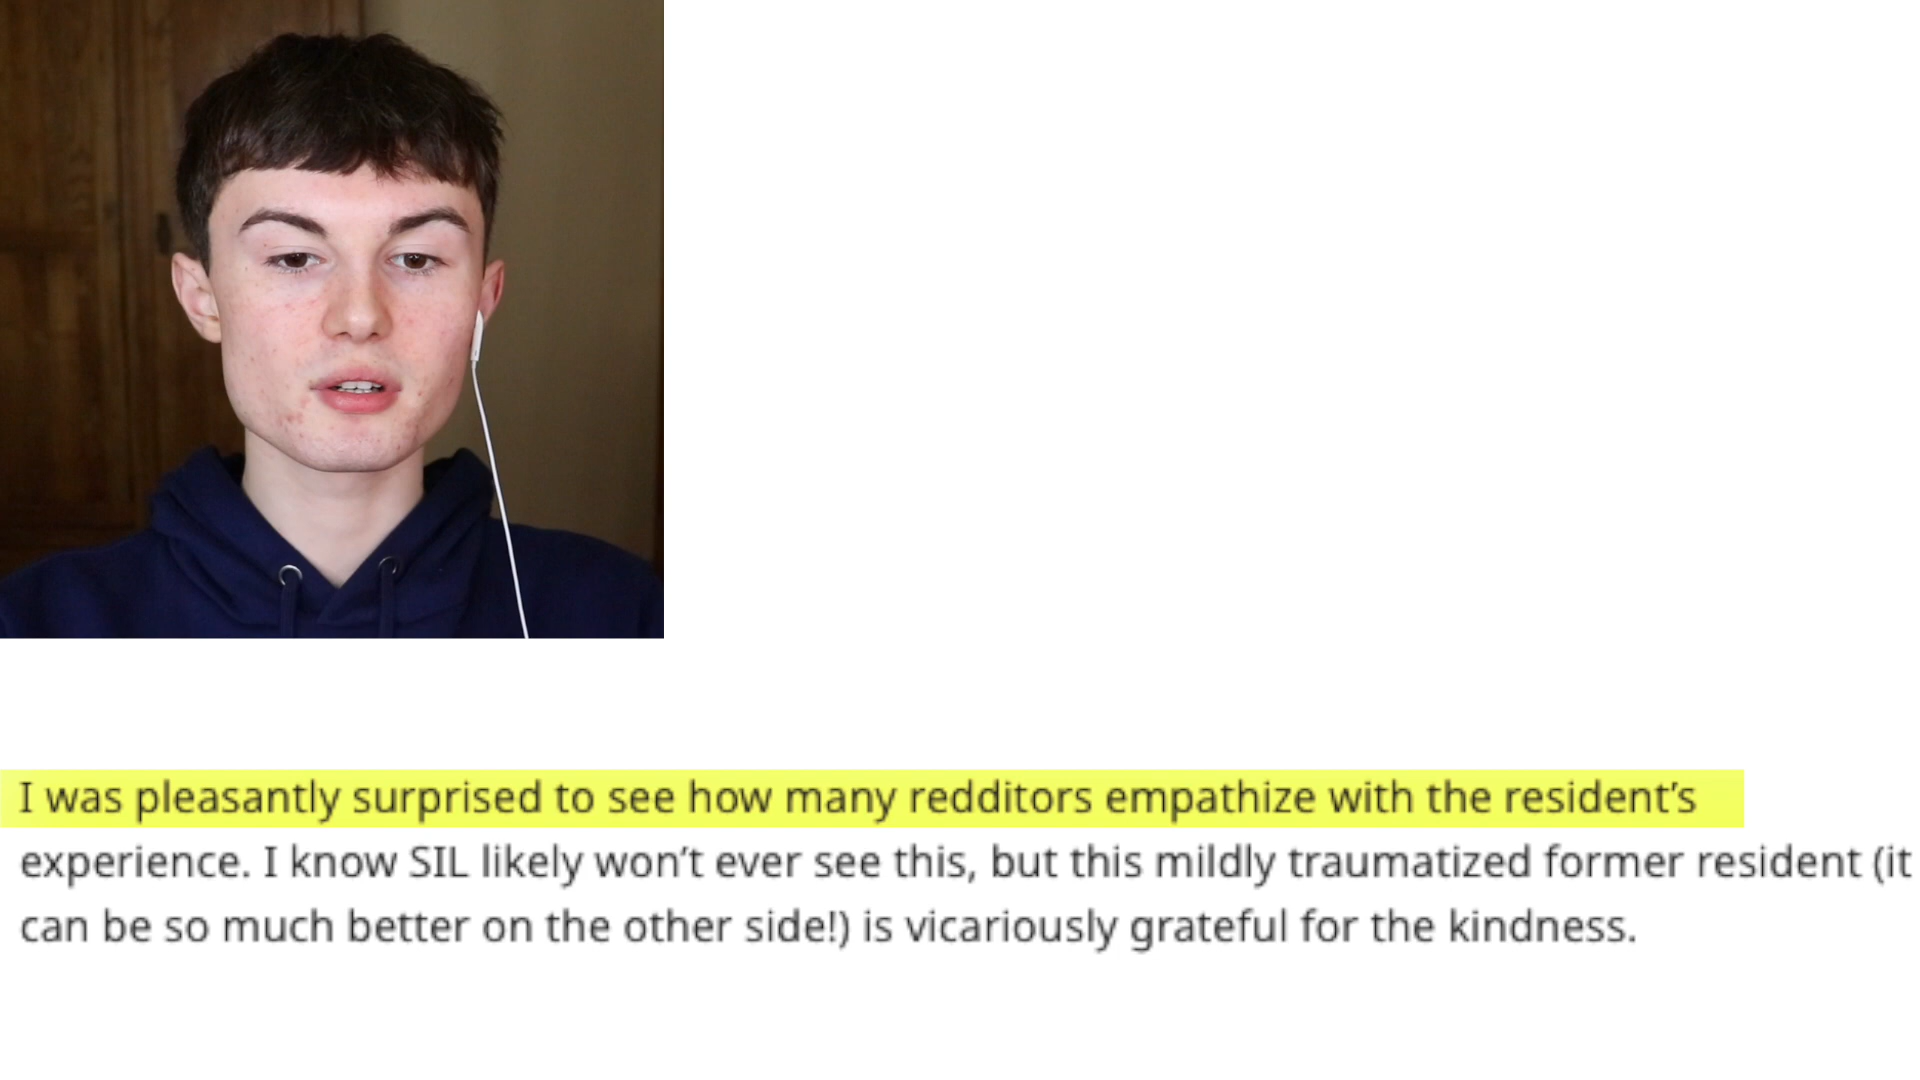 I was pleasantly surprised to see how many redditors empathize with the resident’s
experience. I know SIL likely won’t ever see this, but this mildly traumatized former resident (it
can be so much better on the other side!) is vicariously grateful for the kindness.